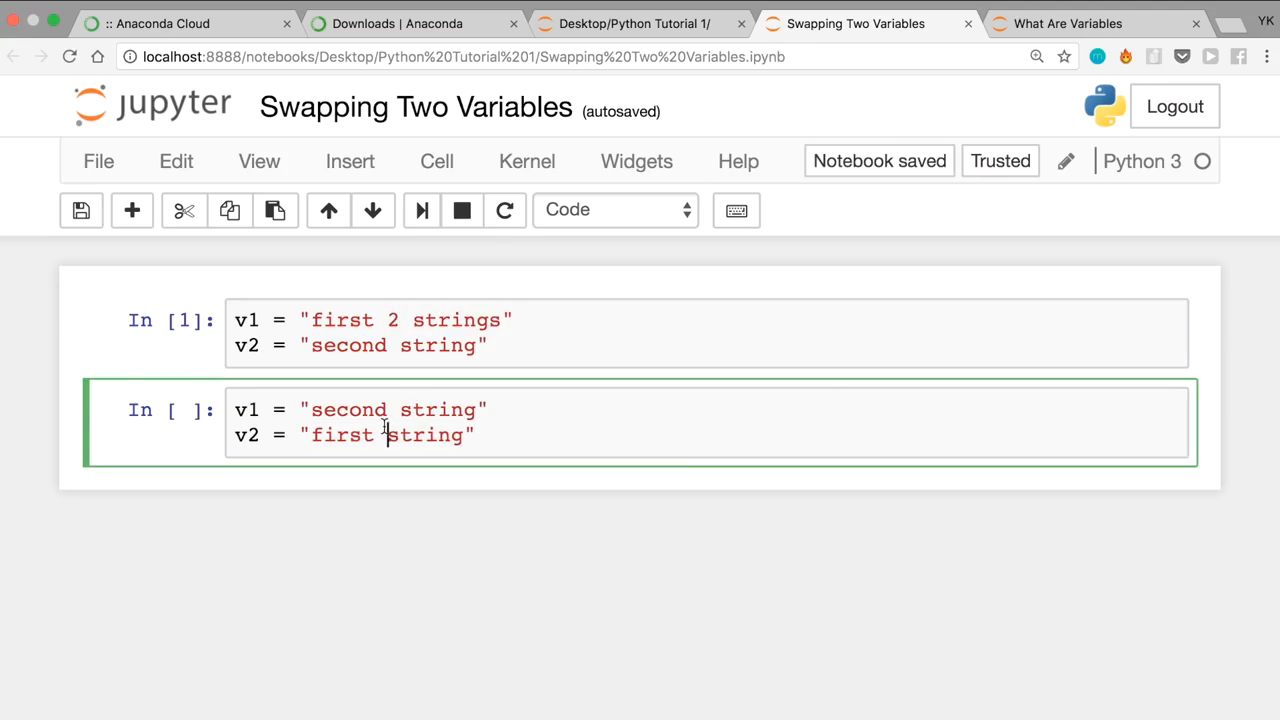 :: Anaconda Cloud
Downloads | Anaconda
Desktop/Python Tutorial 1/
Swapping Two Variables
What Are Variables
YK
localhost:8888/notebooks/Desktop/Python%20Tutorial%201/Swapping%20Two%20Variables.ipynb
jupyter Swapping Two Variables (autosaved)
Logout
File Edit View Insert Cell Kernel Widgets Help
Notebook saved
Trusted
Python 3
Code
In [1]: v1 = "first 2 strings"
v2 = "second string"
In [ ]: v1 = "second string"
v2 = "first string"